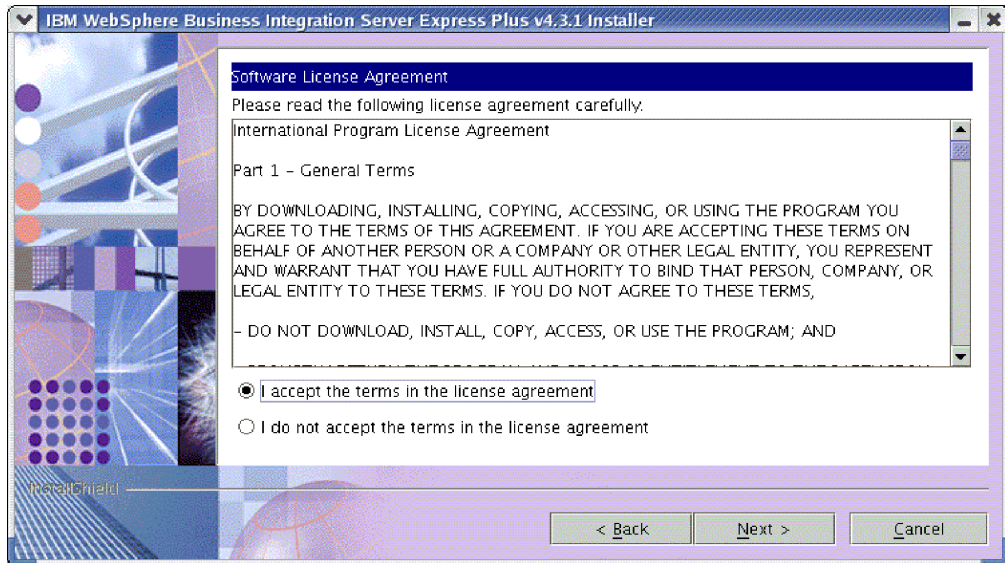 IBM WebSphere Business Integration Server Express Plus v4.3.1 Installer
Software License Agreement
Please read the following license agreement carefully.
International Program License Agreement
Part 1 – General Terms
BY DOWNLOADING, INSTALLING, COPYING, ACCESSING, OR USING THE PROGRAM YOU
AGREE TO THE TERMS OF THIS AGREEMENT. IF YOU ARE ACCEPTING THESE TERMS ON
BEHALF OF ANOTHER PERSON OR A COMPANY OR OTHER LEGAL ENTITY, YOU REPRESENT
AND WARRANT THAT YOU HAVE FULL AUTHORITY TO BIND THAT PERSON, COMPANY, OR
LEGAL ENTITY TO THESE TERMS. IF YOU DO NOT AGREE TO THESE TERMS,
– DO NOT DOWNLOAD, INSTALL, COPY, ACCESS, OR USE THE PROGRAM; AND
I accept the terms in the license agreement
I do not accept the terms in the license agreement
InstallShield
< Back
Next >
Cancel